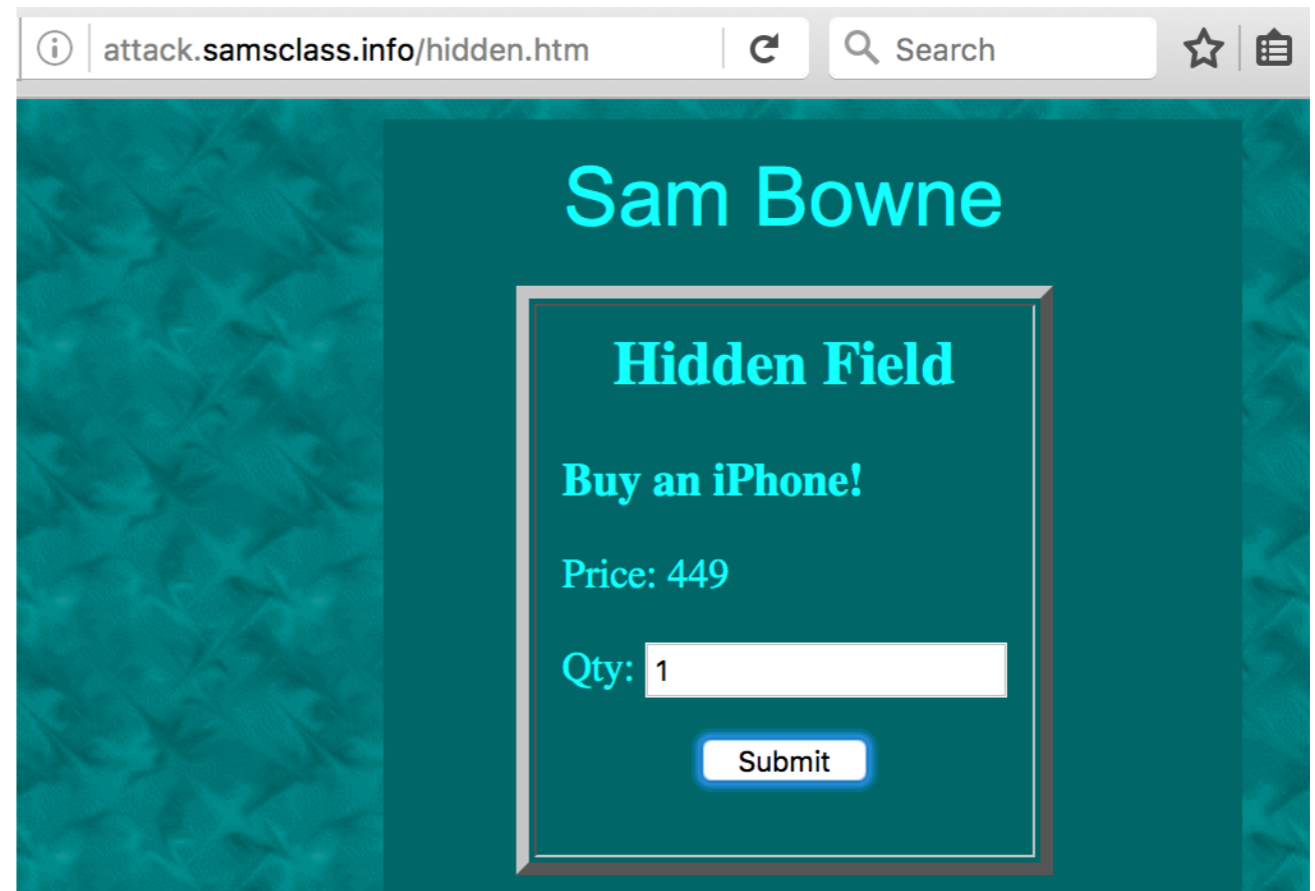 attack.samsclass.info/hidden.htm
Search
Sam Bowne
Hidden Field
Buy an iPhone!
Price: 449
Qty: 1
Submit